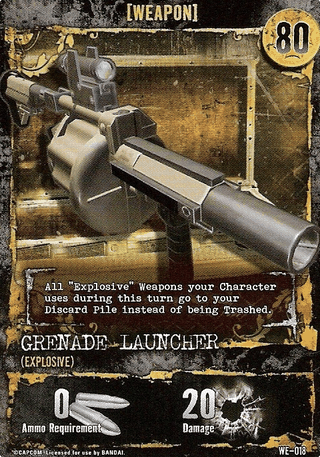 [WEAPON]
80
All "Explosive" Weapons your Character
uses during this turn go to your
Discard Pile instead of being Trashed.
GRENADE LAUNCHER
(EXPLOSIVE)
0
Ammo Requirement
20
Damage
©CAPCOM. Licensed for use by BANDAI.
WE-018